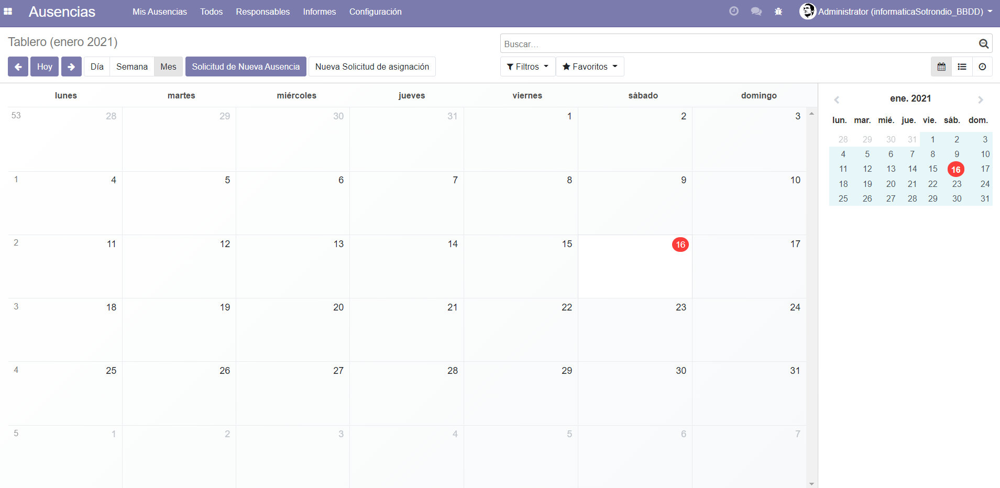 Ausencias Mis Ausencias Todos Responsables Informes Configuración Administrator (informaticaSotrondio_BBDD)
Tablero (enero 2021)
Buscar...
Hoy Día Semana Mes Solicitud de Nueva Ausencia Nueva Solicitud de asignación Filtros Favoritos
lunes martes miércoles jueves viernes sábado domingo
53 28 29 30 31 1 2 3
1 4 5 6 7 8 9 10
2 11 12 13 14 15 16 17
3 18 19 20 21 22 23 24
4 25 26 27 28 29 30 31
5 1 2 3 4 5 6 7
ene. 2021
lun. mar. mié. jue. vie. sáb. dom.
28 29 30 31 1 2 3
4 5 6 7 8 9 10
11 12 13 14 15 16 17
18 19 20 21 22 23 24
25 26 27 28 29 30 31